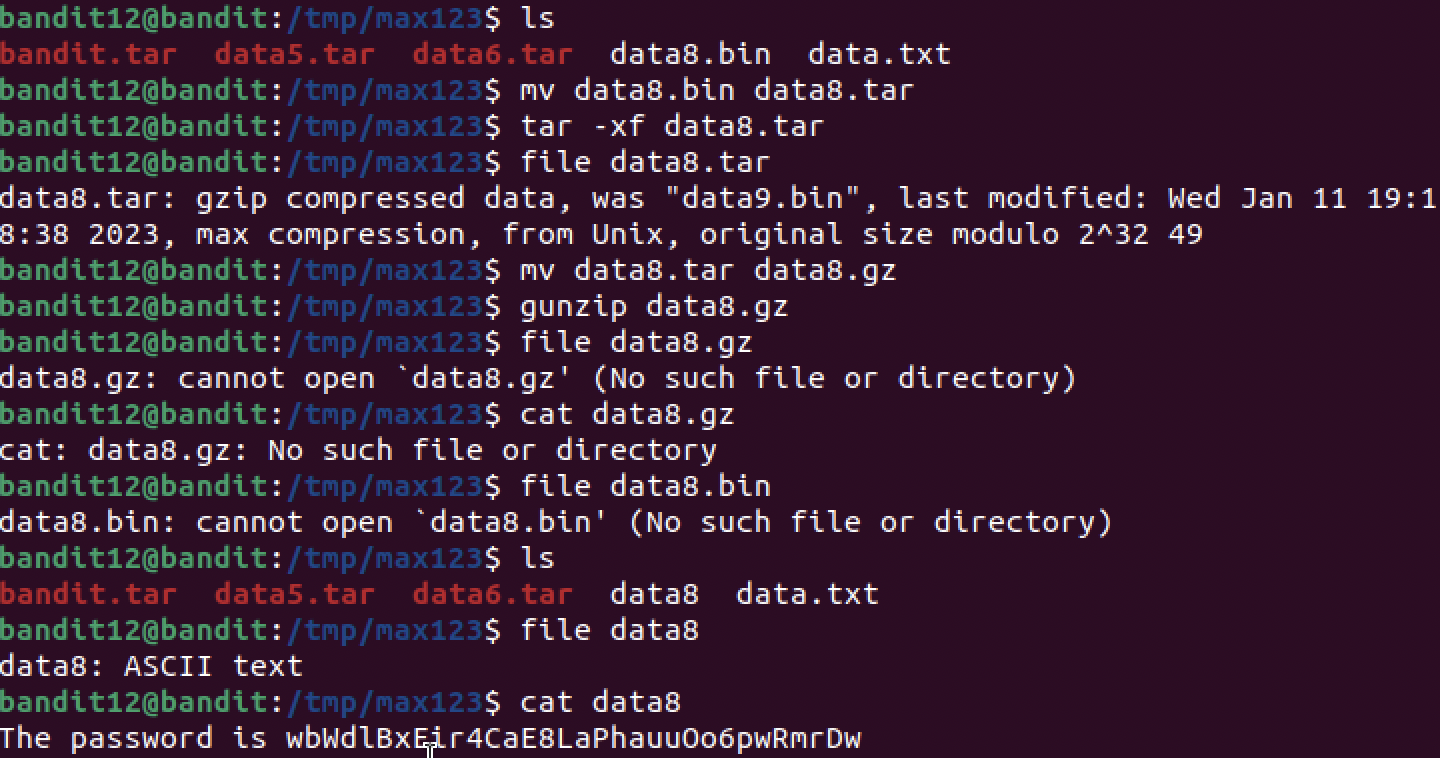 bandit12@bandit:/tmp/max123$ ls
bandit.tar  data5.tar  data6.tar  data8.bin  data.txt
bandit12@bandit:/tmp/max123$ mv data8.bin data8.tar
bandit12@bandit:/tmp/max123$ tar -xf data8.tar
bandit12@bandit:/tmp/max123$ file data8.tar
data8.tar: gzip compressed data, was "data9.bin", last modified: Wed Jan 11 19:1
8:38 2023, max compression, from Unix, original size modulo 2^32 49
bandit12@bandit:/tmp/max123$ mv data8.tar data8.gz
bandit12@bandit:/tmp/max123$ gunzip data8.gz
bandit12@bandit:/tmp/max123$ file data8.gz
data8.gz: cannot open `data8.gz' (No such file or directory)
bandit12@bandit:/tmp/max123$ cat data8.gz
cat: data8.gz: No such file or directory
bandit12@bandit:/tmp/max123$ file data8.bin
data8.bin: cannot open `data8.bin' (No such file or directory)
bandit12@bandit:/tmp/max123$ ls
bandit.tar  data5.tar  data6.tar  data8  data.txt
bandit12@bandit:/tmp/max123$ file data8
data8: ASCII text
bandit12@bandit:/tmp/max123$ cat data8
The password is wbWdlBxEir4CaE8LaPhauuOo6pwRmrDw